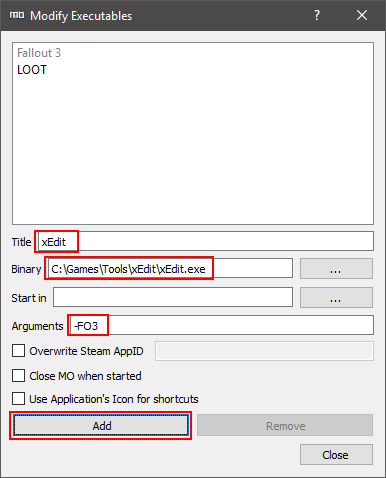 Modify Executables
Fallout 3
LOOT
Title xEdit
Binary C:\Games\Tools\xEdit\xEdit.exe ...
Start in ...
Arguments -FO3
Overwrite Steam AppID
Close MO when started
Use Application's Icon for shortcuts
Add Remove
Close